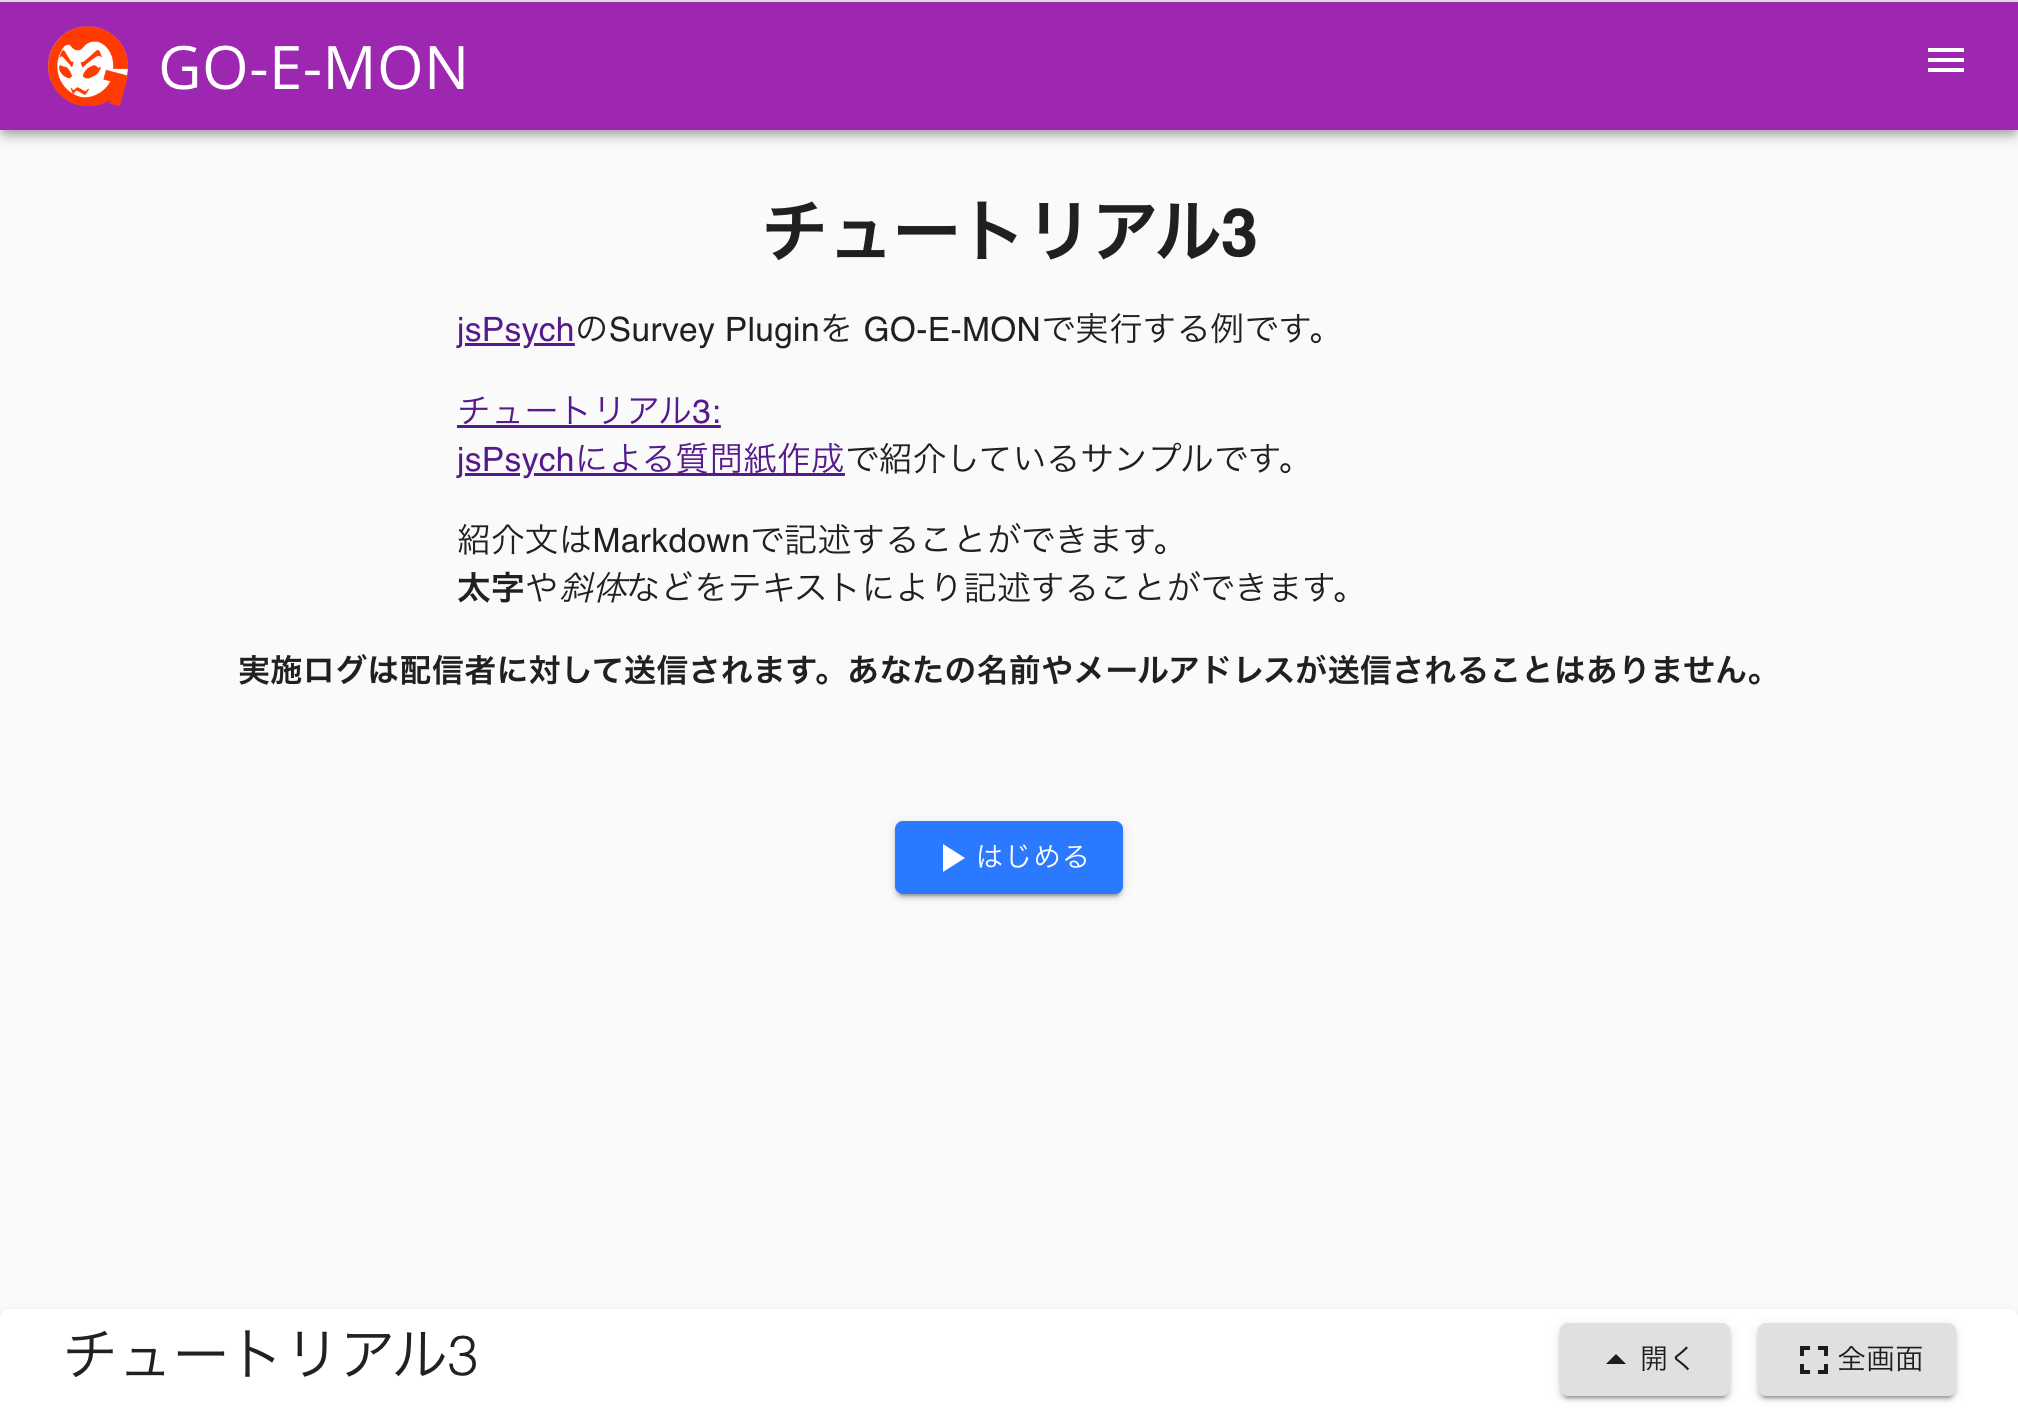 GO-E-MON
チュートリアル3
jsPsychのSurvey Pluginを GO-E-MONで実行する例です。
チュートリアル3:
jsPsychによる質問紙作成で紹介しているサンプルです。
紹介文はMarkdownで記述することができます。
太字や斜体などをテキストにより記述することができます。
実施ログは配信者に対して送信されます。あなたの名前やメールアドレスが送信されることはありません。
はじめる
チュートリアル3
開く
全画面